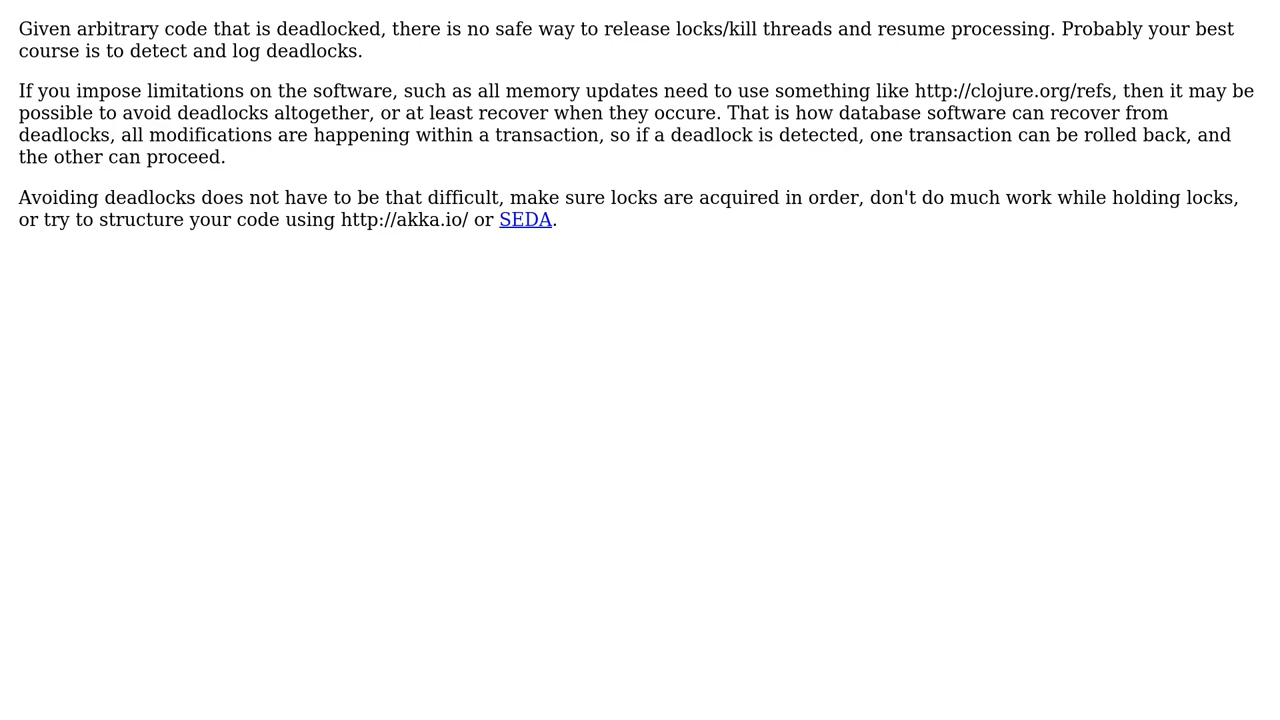 Given arbitrary code that is deadlocked, there is no safe way to release locks/kill threads and resume processing. Probably your best
course is to detect and log deadlocks.
If you impose limitations on the software, such as all memory updates need to use something like http://clojure.org/refs, then it may be
possible to avoid deadlocks altogether, or at least recover when they occure. That is how database software can recover from
deadlocks, all modifications are happening within a transaction, so if a deadlock is detected, one transaction can be rolled back, and
the other can proceed.
Avoiding deadlocks does not have to be that difficult, make sure locks are acquired in order, don't do much work while holding locks,
or try to structure your code using http://akka.io/ or SEDA.